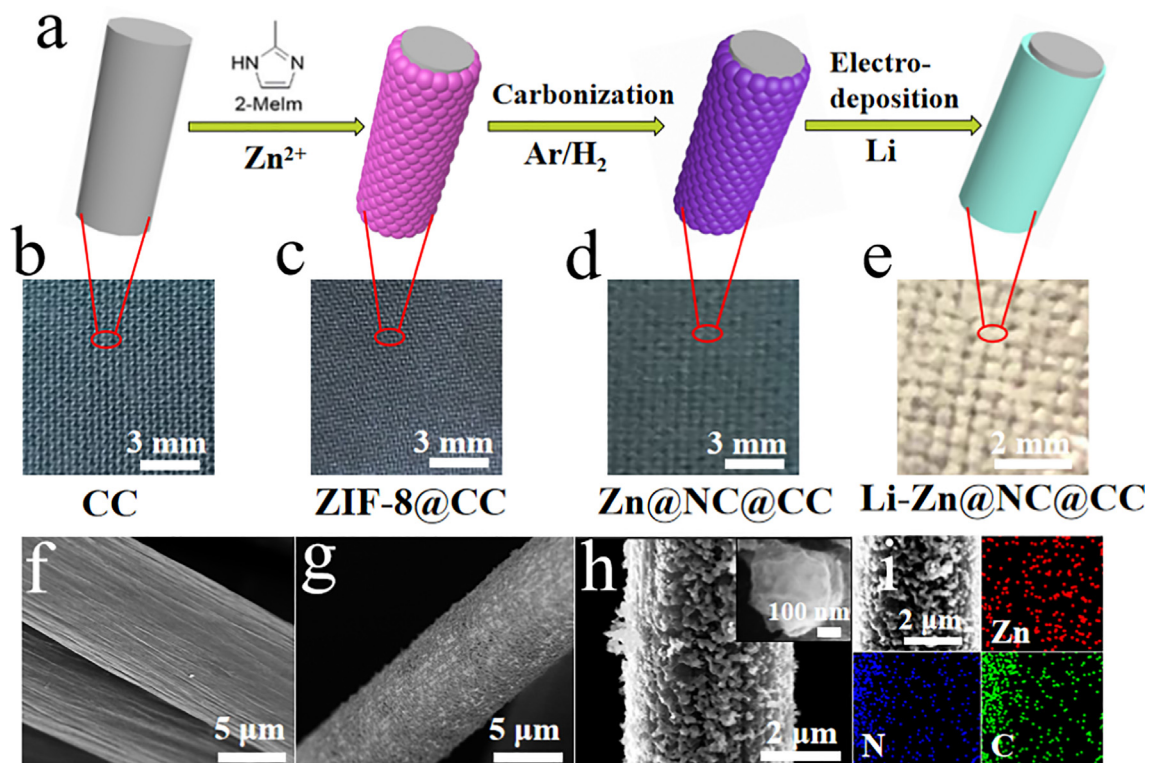 a
HN
N
2-MeIm
Zn²⁺
Carbonization
Ar/H₂
Electro-
deposition
Li
b
c
d
e
3 mm
3 mm
3 mm
2 mm
CC
ZIF-8@CC
Zn@NC@CC
Li-Zn@NC@CC
f
g
h
i
100 nm
2 μm
Zn
5 μm
5 μm
2 μm
N
C